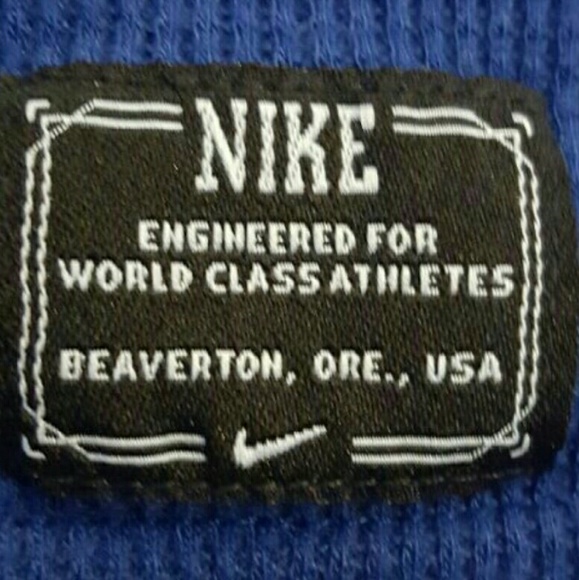 NIKE
ENGINEERED FOR
WORLD CLASS ATHLETES
BEAVERTON, ORE., USA